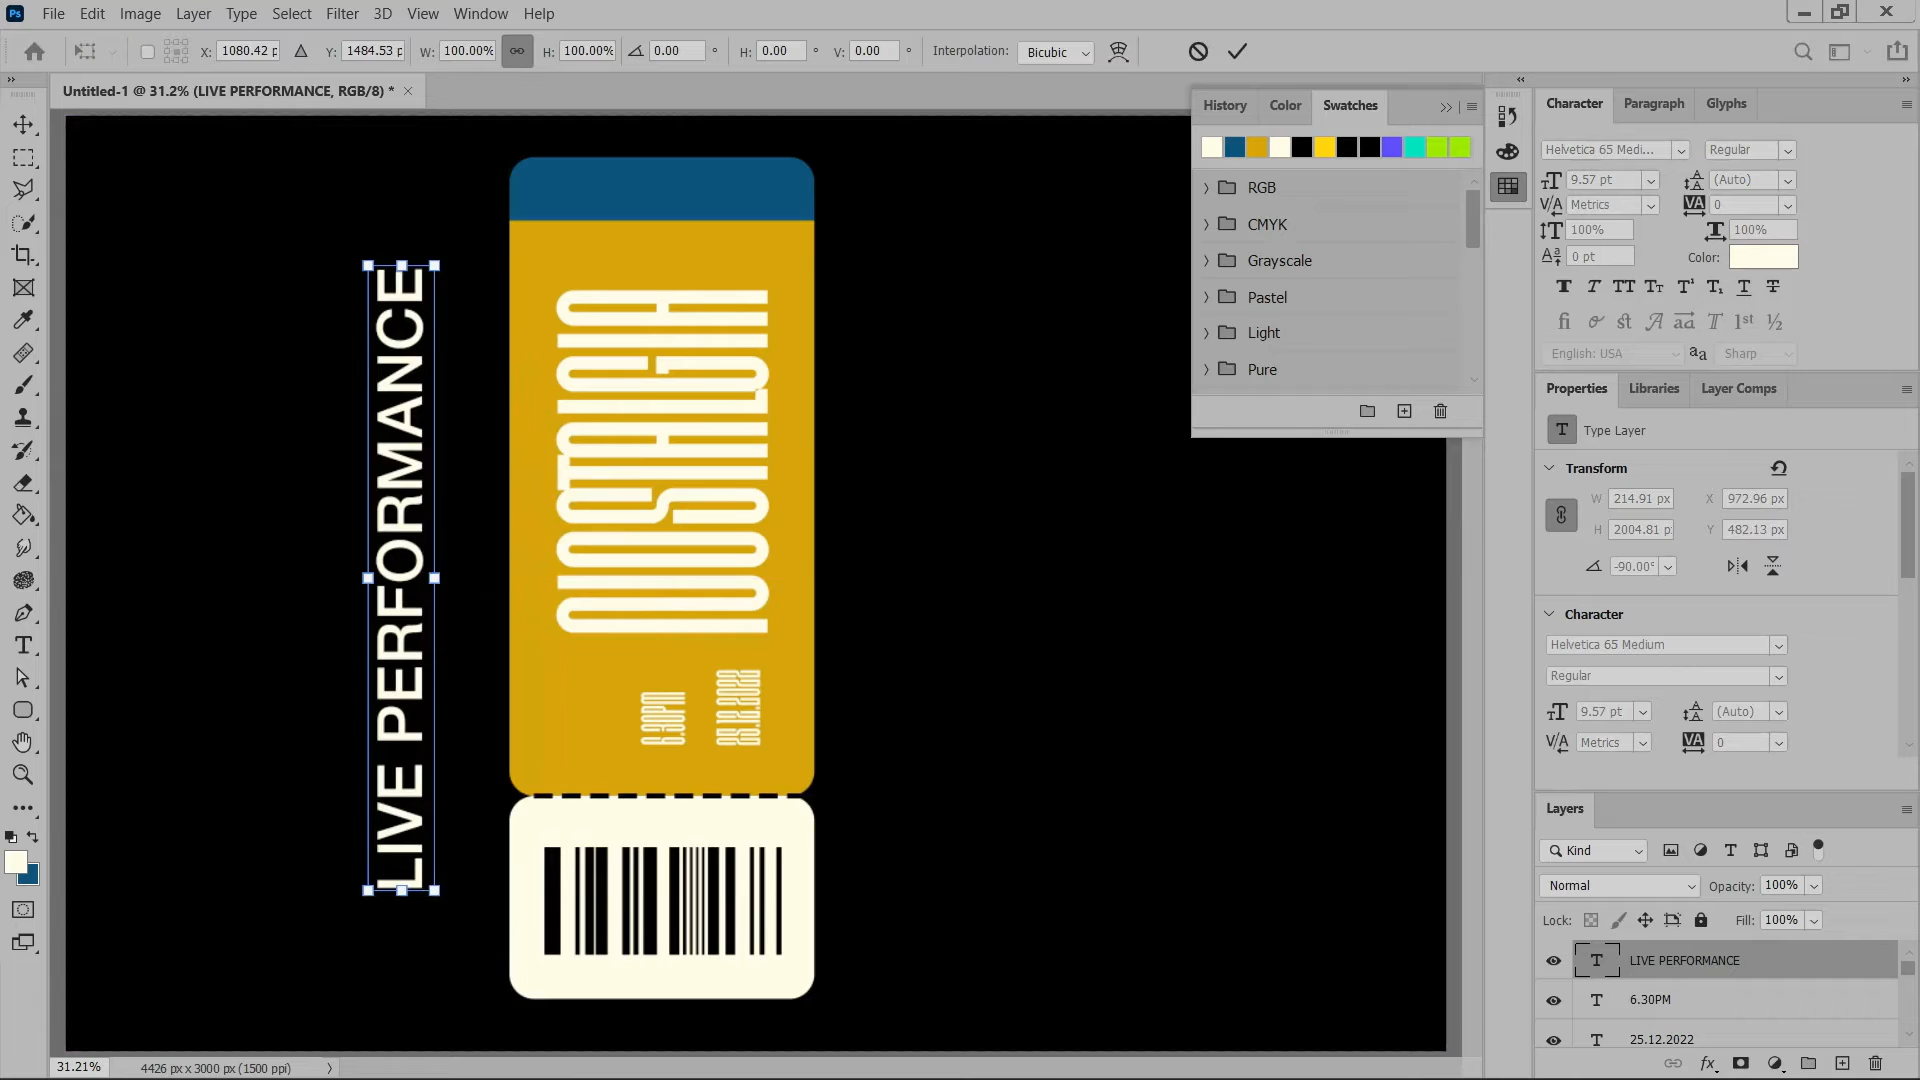 File Edit Image Layer Type Select Filter 3D View Window Help
X: 1080.42 p Y: 1484.53 p W: 100.00% H: 100.00% 0.00 ° H: 0.00 ° V: 0.00 ° Interpolation: Bicubic
Untitled-1 @ 31.2% (LIVE PERFORMANCE, RGB/8) *
LIVE PERFORMANCE
NOSTALGIA
6.30PM
25.12.2022
History Color Swatches
RGB
CMYK
Grayscale
Pastel
Light
Pure
Character Paragraph Glyphs
Helvetica 65 Medi... Regular
9.57 pt (Auto)
Metrics 0
100% 100%
0 pt Color:
English: USA Sharp
Properties Libraries Layer Comps
Type Layer
Transform
W 214.91 px X 972.96 px
H 2004.81 p Y 482.13 px
-90.00°
Character
Helvetica 65 Medium
Regular
9.57 pt (Auto)
Metrics 0
Layers
Kind
Normal Opacity: 100%
Lock: Fill: 100%
LIVE PERFORMANCE
6.30PM
25.12.2022
31.21% 4426 px x 3000 px (1500 ppi)